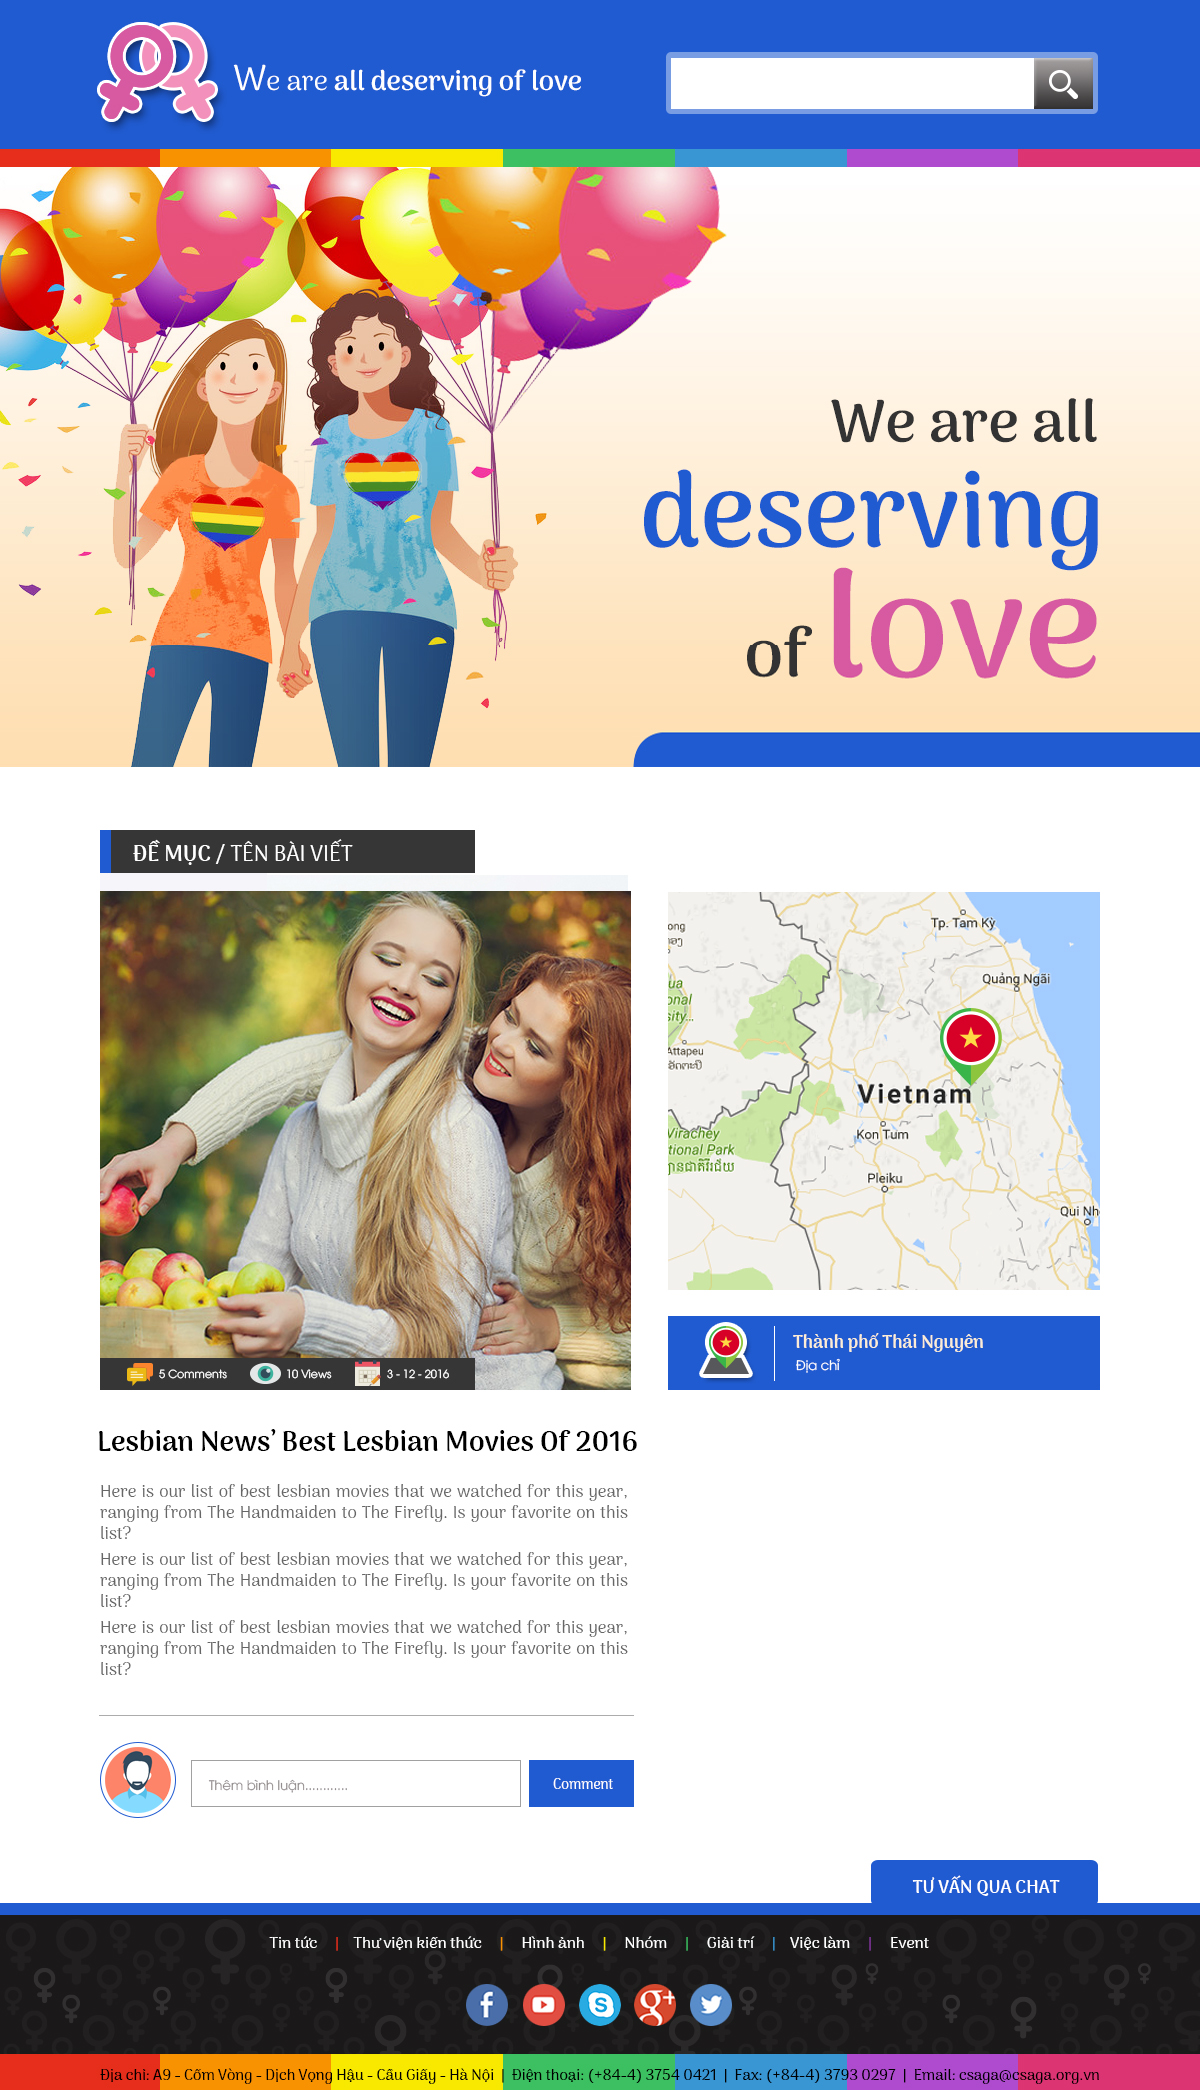 We are all deserving of love
We are all
deserving
of love
ĐỀ MỤC / TÊN BÀI VIẾT
Tp. Tam Kỳ
Quảng Ngãi
Attapeu
Vietnam
Virachey
tional Park
Kon Tum
Pleiku
Qui Nh
5 Comments
10 Views
3 - 12 - 2016
Thành phố Thái Nguyên
Địa chỉ
Lesbian News’ Best Lesbian Movies Of 2016
Here is our list of best lesbian movies that we watched for this year,
ranging from The Handmaiden to The Firefly. Is your favorite on this
list?
Here is our list of best lesbian movies that we watched for this year,
ranging from The Handmaiden to The Firefly. Is your favorite on this
list?
Here is our list of best lesbian movies that we watched for this year,
ranging from The Handmaiden to The Firefly. Is your favorite on this
list?
Thêm bình luận............
Comment
TƯ VẤN QUA CHAT
Tin tức | Thư viện kiến thức | Hình ảnh | Nhóm | Giải trí | Việc làm | Event
Địa chỉ: A9 - Cốm Vòng - Dịch Vọng Hậu - Cầu Giấy - Hà Nội | Điện thoại: (+84-4) 3754 0421 | Fax: (+84-4) 3793 0297 | Email: csaga@csaga.org.vn